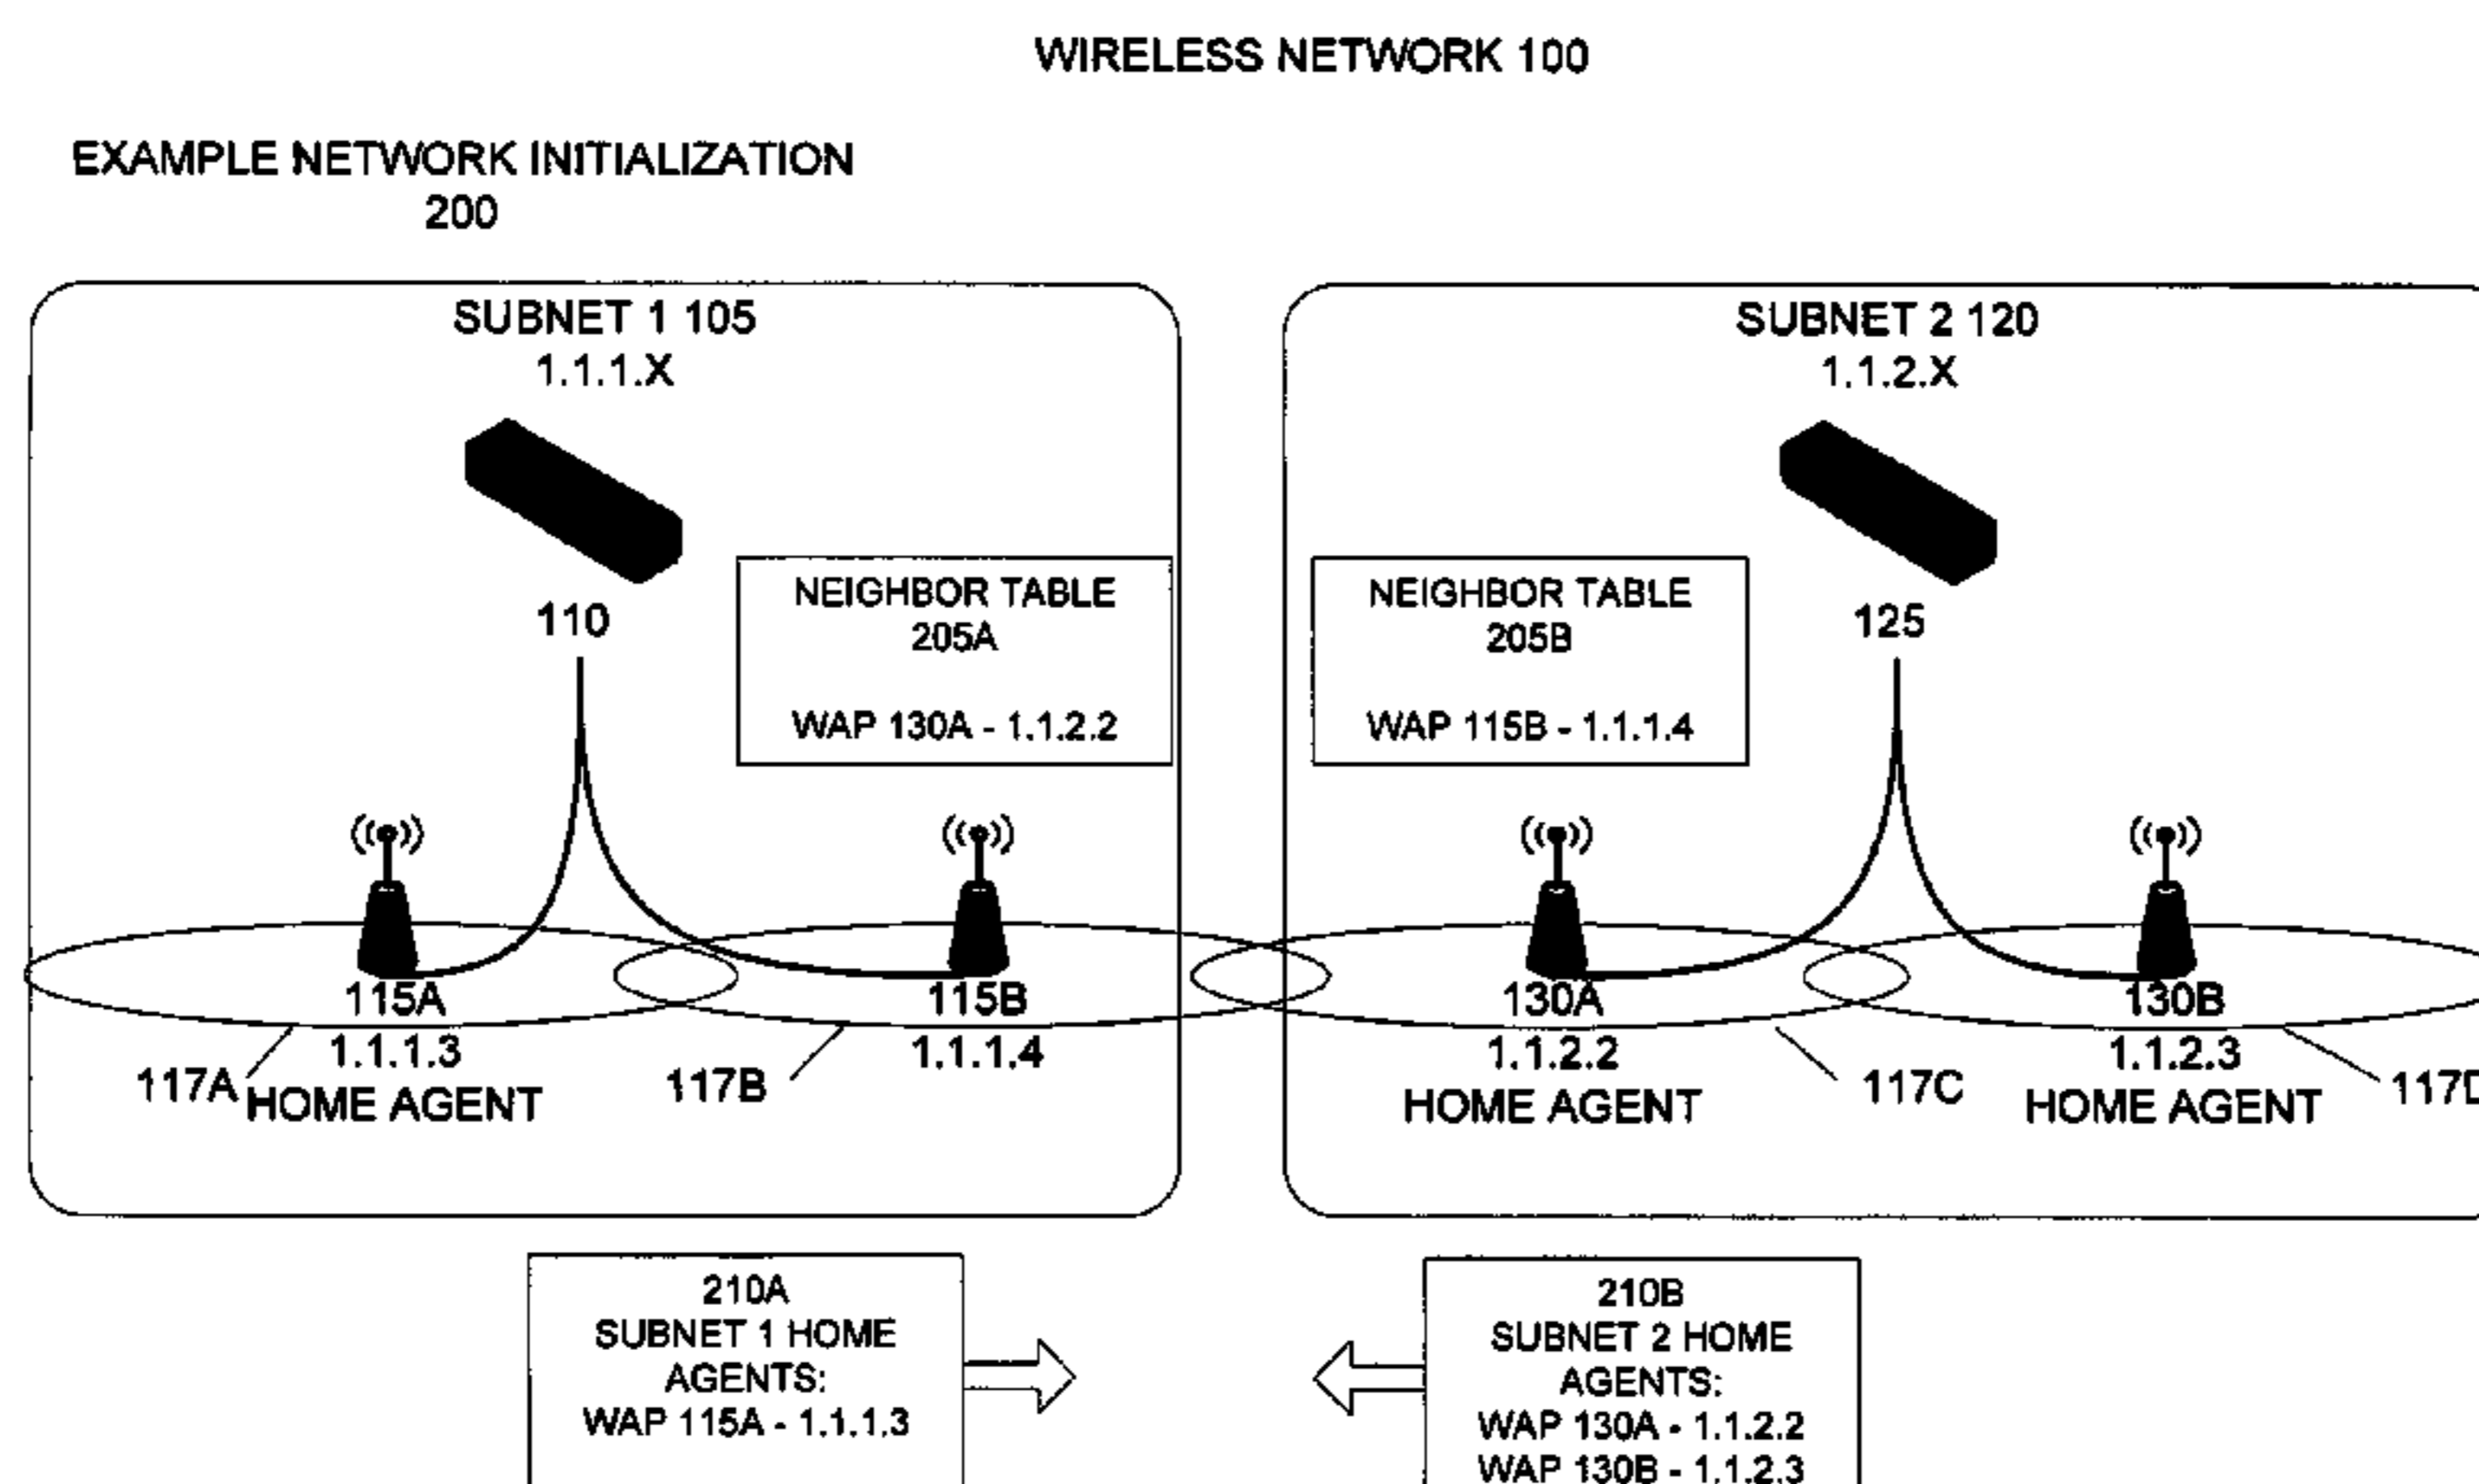 WIRELESS NETWORK 100
EXAMPLE NETWORK INITIALIZATION
200
SUBNET 1 105
1.1.1.X
110
NEIGHBOR TABLE
205A
WAP 130A - 1.1.2.2
115A
1.1.1.3
HOME AGENT
117A
115B
1.1.1.4
117B
SUBNET 2 120
1.1.2.X
125
NEIGHBOR TABLE
205B
WAP 115B - 1.1.1.4
130A
1.1.2.2
HOME AGENT
117C
130B
1.1.2.3
HOME AGENT
117D
210A
SUBNET 1 HOME
AGENTS:
WAP 115A - 1.1.1.3
210B
SUBNET 2 HOME
AGENTS:
WAP 130A - 1.1.2.2
WAP 130B - 1.1.2.3